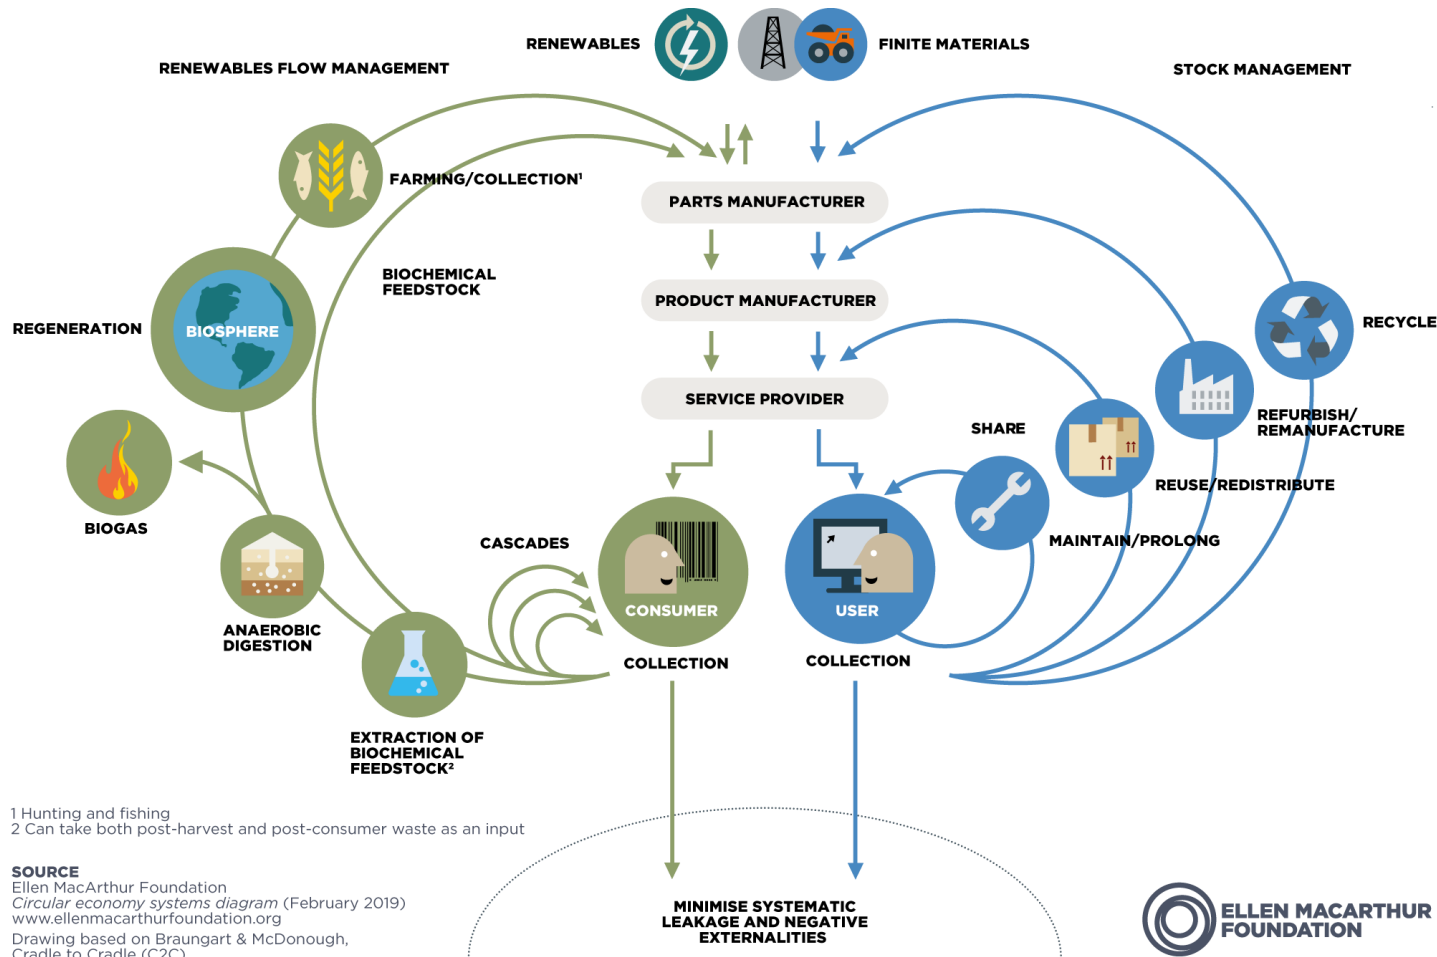 RENEWABLES
FINITE MATERIALS
RENEWABLES FLOW MANAGEMENT
STOCK MANAGEMENT
FARMING/COLLECTION¹
PARTS MANUFACTURER
BIOCHEMICAL
FEEDSTOCK
PRODUCT MANUFACTURER
REGENERATION
BIOSPHERE
RECYCLE
SERVICE PROVIDER
SHARE
REFURBISH/
REMANUFACTURE
REUSE/REDISTRIBUTE
BIOGAS
CASCADES
MAINTAIN/PROLONG
CONSUMER
USER
ANAEROBIC
DIGESTION
COLLECTION
COLLECTION
EXTRACTION OF
BIOCHEMICAL
FEEDSTOCK²
1 Hunting and fishing
2 Can take both post-harvest and post-consumer waste as an input
SOURCE
Ellen MacArthur Foundation
Circular economy systems diagram (February 2019)
www.ellenmacarthurfoundation.org
Drawing based on Braungart & McDonough,
Cradle to Cradle (C2C)
MINIMISE SYSTEMATIC
LEAKAGE AND NEGATIVE
EXTERNALITIES
ELLEN MACARTHUR
FOUNDATION